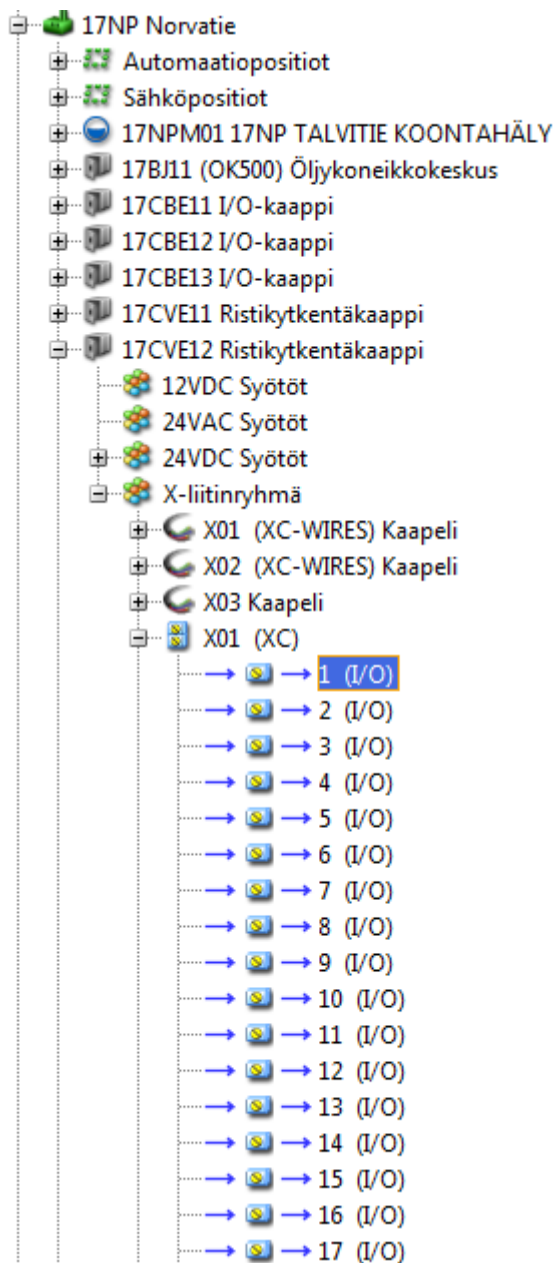 17NP Norvatie
Automaatiopositiot
Sähköpositiot
17NPM01 17NP TALVITIE KOONTAHÄLY
17BJ11 (OK500) Öljykoneikkokeskus
17CBE11 I/O-kaappi
17CBE12 I/O-kaappi
17CBE13 I/O-kaappi
17CVE11 Ristikytkentäkaappi
17CVE12 Ristikytkentäkaappi
12VDC Syötöt
24VAC Syötöt
24VDC Syötöt
X-liitinryhmä
X01 (XC-WIRES) Kaapeli
X02 (XC-WIRES) Kaapeli
X03 Kaapeli
X01 (XC)
1 (I/O)
2 (I/O)
3 (I/O)
4 (I/O)
5 (I/O)
6 (I/O)
7 (I/O)
8 (I/O)
9 (I/O)
10 (I/O)
11 (I/O)
12 (I/O)
13 (I/O)
14 (I/O)
15 (I/O)
16 (I/O)
17 (I/O)